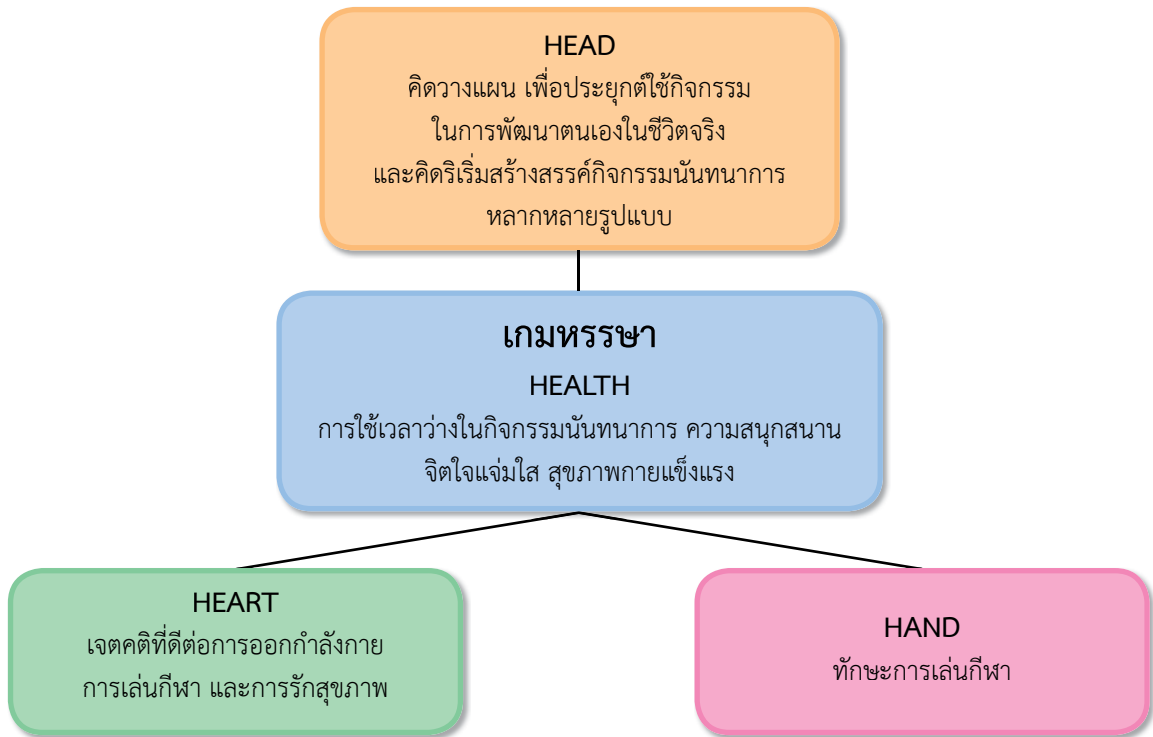 HEAD
คิดวางแผน เพื่อประยุกต์ใช้กิจกรรม
ในการพัฒนาตนเองในชีวิตจริง
และคิดริเริ่มสร้างสรรค์กิจกรรมนันทนาการ
หลากหลายรูปแบบ
เกมหรรษา
HEALTH
การใช้เวลาว่างในกิจกรรมนันทนาการ ความสนุกสนาน
จิตใจแจ่มใส สุขภาพกายแข็งแรง
HEART
เจตคติที่ดีต่อการออกกำลังกาย
การเล่นกีฬา และการรักสุขภาพ
HAND
ทักษะการเล่นกีฬา